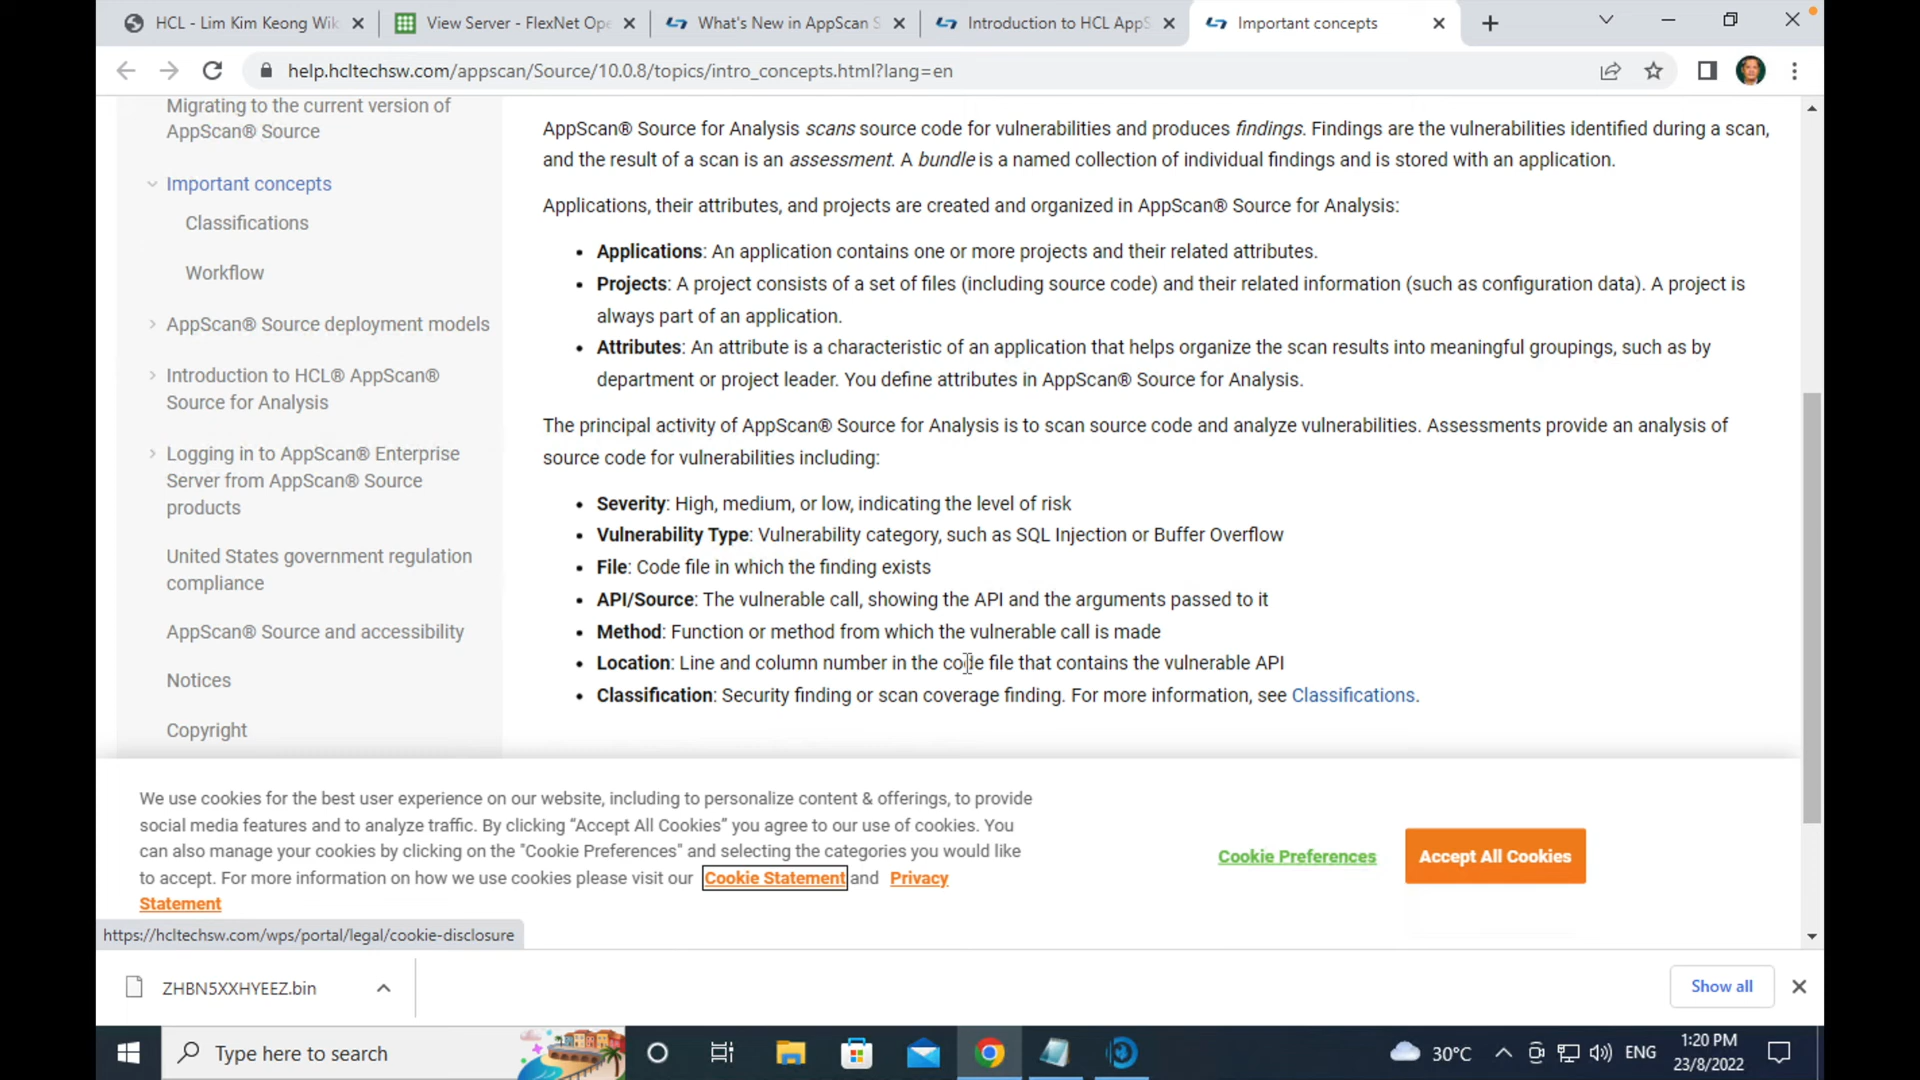 HCL - Lim Kim Keong Wik
View Server - FlexNet Ope
What's New in AppScan S
Introduction to HCL AppS
Important concepts
help.hcltechsw.com/appscan/Source/10.0.8/topics/intro_concepts.html?lang=en
Migrating to the current version of
AppScan® Source
Important concepts
Classifications
Workflow
AppScan® Source deployment models
Introduction to HCL® AppScan®
Source for Analysis
Logging in to AppScan® Enterprise
Server from AppScan® Source
products
United States government regulation
compliance
AppScan® Source and accessibility
Notices
Copyright
AppScan® Source for Analysis scans source code for vulnerabilities and produces findings. Findings are the vulnerabilities identified during a scan,
and the result of a scan is an assessment. A bundle is a named collection of individual findings and is stored with an application.
Applications, their attributes, and projects are created and organized in AppScan® Source for Analysis:
• Applications: An application contains one or more projects and their related attributes.
• Projects: A project consists of a set of files (including source code) and their related information (such as configuration data). A project is
always part of an application.
• Attributes: An attribute is a characteristic of an application that helps organize the scan results into meaningful groupings, such as by
department or project leader. You define attributes in AppScan® Source for Analysis.
The principal activity of AppScan® Source for Analysis is to scan source code and analyze vulnerabilities. Assessments provide an analysis of
source code for vulnerabilities including:
• Severity: High, medium, or low, indicating the level of risk
• Vulnerability Type: Vulnerability category, such as SQL Injection or Buffer Overflow
• File: Code file in which the finding exists
• API/Source: The vulnerable call, showing the API and the arguments passed to it
• Method: Function or method from which the vulnerable call is made
• Location: Line and column number in the code file that contains the vulnerable API
• Classification: Security finding or scan coverage finding. For more information, see Classifications.
We use cookies for the best user experience on our website, including to personalize content & offerings, to provide
social media features and to analyze traffic. By clicking “Accept All Cookies” you agree to our use of cookies. You
can also manage your cookies by clicking on the "Cookie Preferences" and selecting the categories you would like
to accept. For more information on how we use cookies please visit our Cookie Statement and Privacy
Statement
Cookie Preferences
Accept All Cookies
https://hcltechsw.com/wps/portal/legal/cookie-disclosure
ZHBN5XXHYEEZ.bin
Show all
Type here to search
30°C
ENG
1:20 PM
23/8/2022